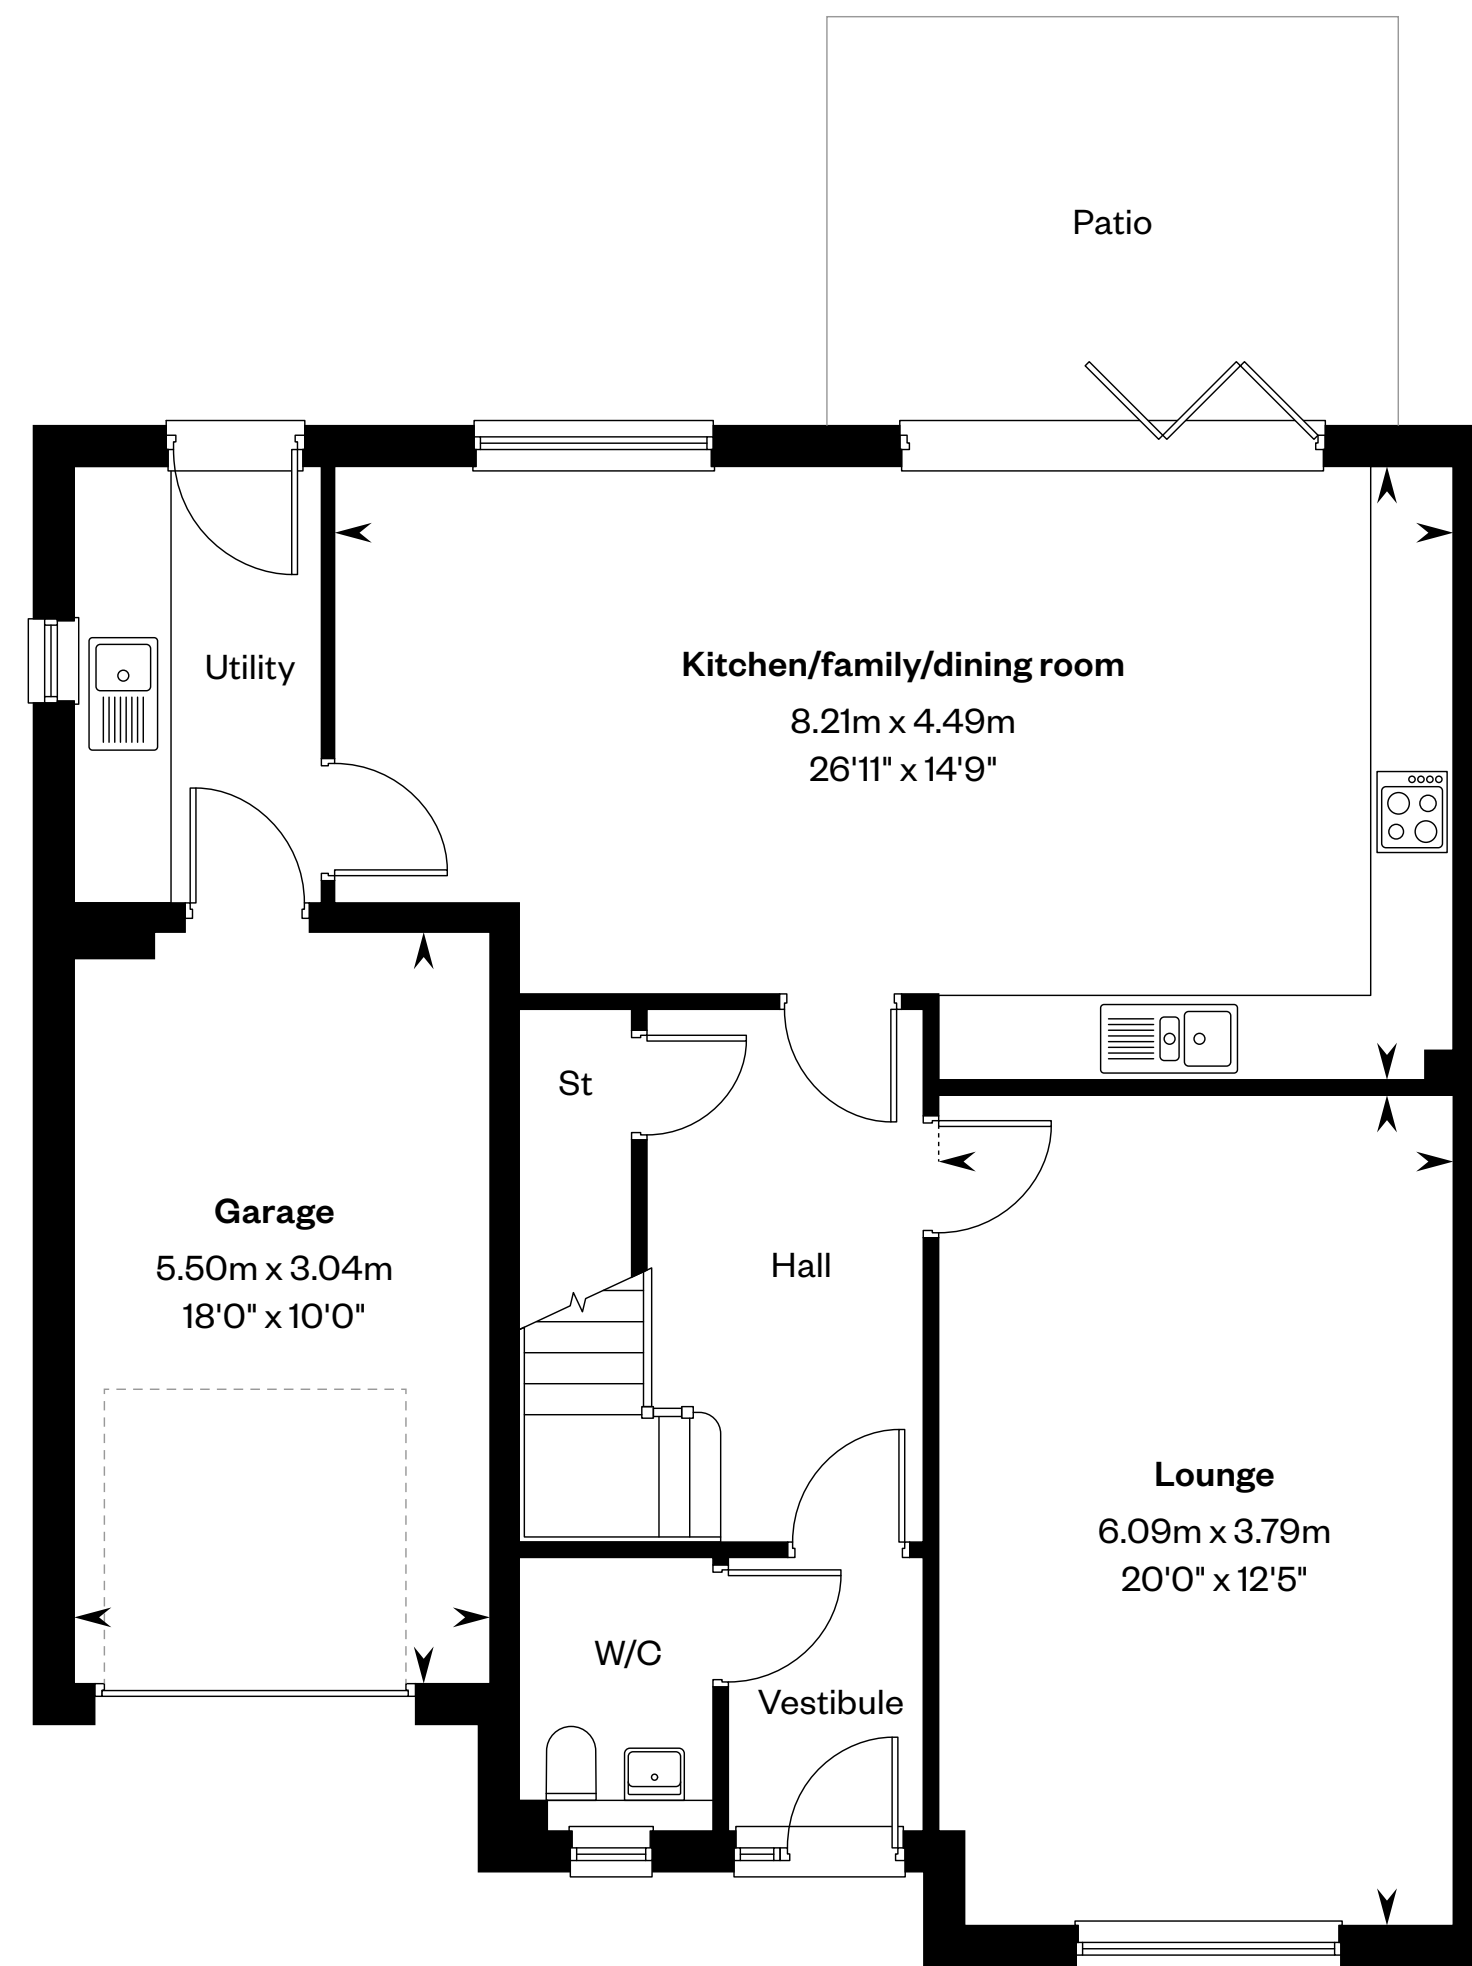 Patio
Utility
Kitchen/family/dining room
8.21m x 4.49m
26'11" x 14'9"
St
Garage
5.50m x 3.04m
18'0" x 10'0"
Hall
Lounge
6.09m x 3.79m
20'0" x 12'5"
W/C
Vestibule